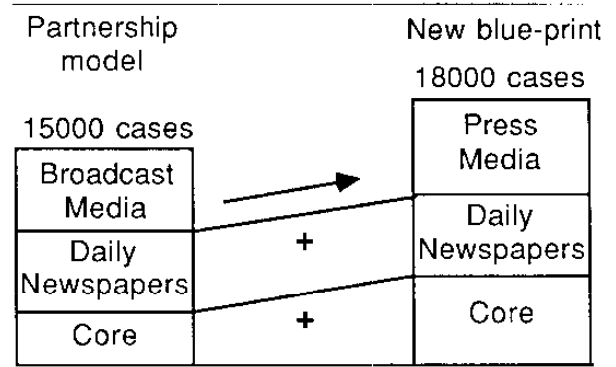 Partnership
model
New blue-print
15000 cases
18000 cases
Broadcast
Media
Press
Media
+
Daily
Newspapers
Daily
Newspapers
+
Core
Core